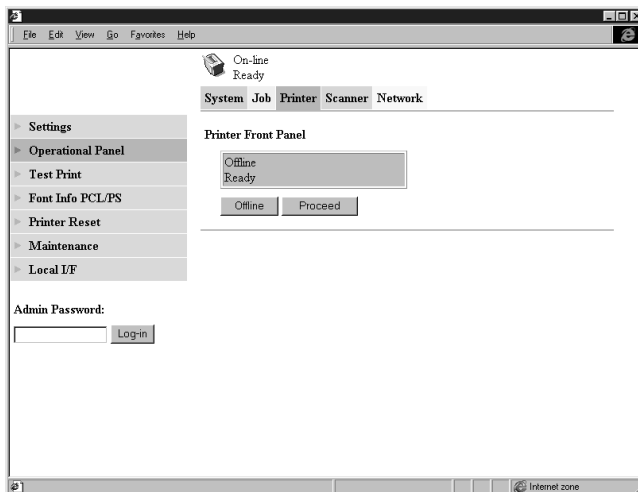 File Edit View Go Favorites Help
On-line
Ready
System Job Printer Scanner Network
Settings
Operational Panel
Test Print
Font Info PCL/PS
Printer Reset
Maintenance
Local I/F
Admin Password:
Log-in
Printer Front Panel
Offline
Ready
Offline Proceed
Internet zone